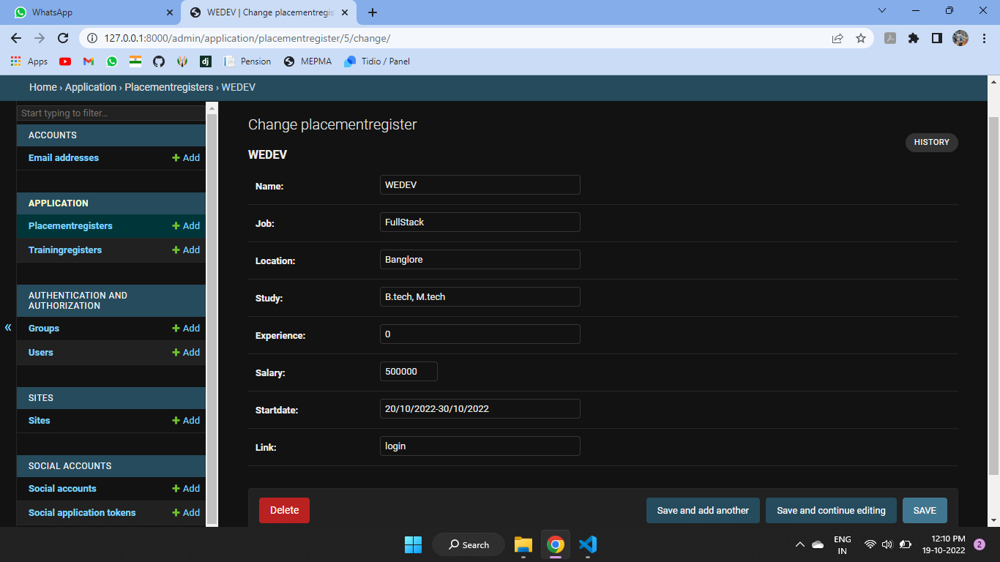 WhatsApp
WEDEV | Change placementregis
127.0.0.1:8000/admin/application/placementregister/5/change/
Apps
dj
Pension
MEPMA
Tidio / Panel
Home › Application › Placementregisters › WEDEV
Start typing to filter...
ACCOUNTS
Email addresses + Add
APPLICATION
Placementregisters + Add
Trainingregisters + Add
AUTHENTICATION AND
AUTHORIZATION
Groups + Add
Users + Add
SITES
Sites + Add
SOCIAL ACCOUNTS
Social accounts + Add
Social application tokens + Add
«
Change placementregister
HISTORY
WEDEV
Name: WEDEV
Job: FullStack
Location: Banglore
Study: B.tech, M.tech
Experience: 0
Salary: 500000
Startdate: 20/10/2022-30/10/2022
Link: login
Delete
Save and add another
Save and continue editing
SAVE
Search
ENG
IN
12:10 PM
19-10-2022
2